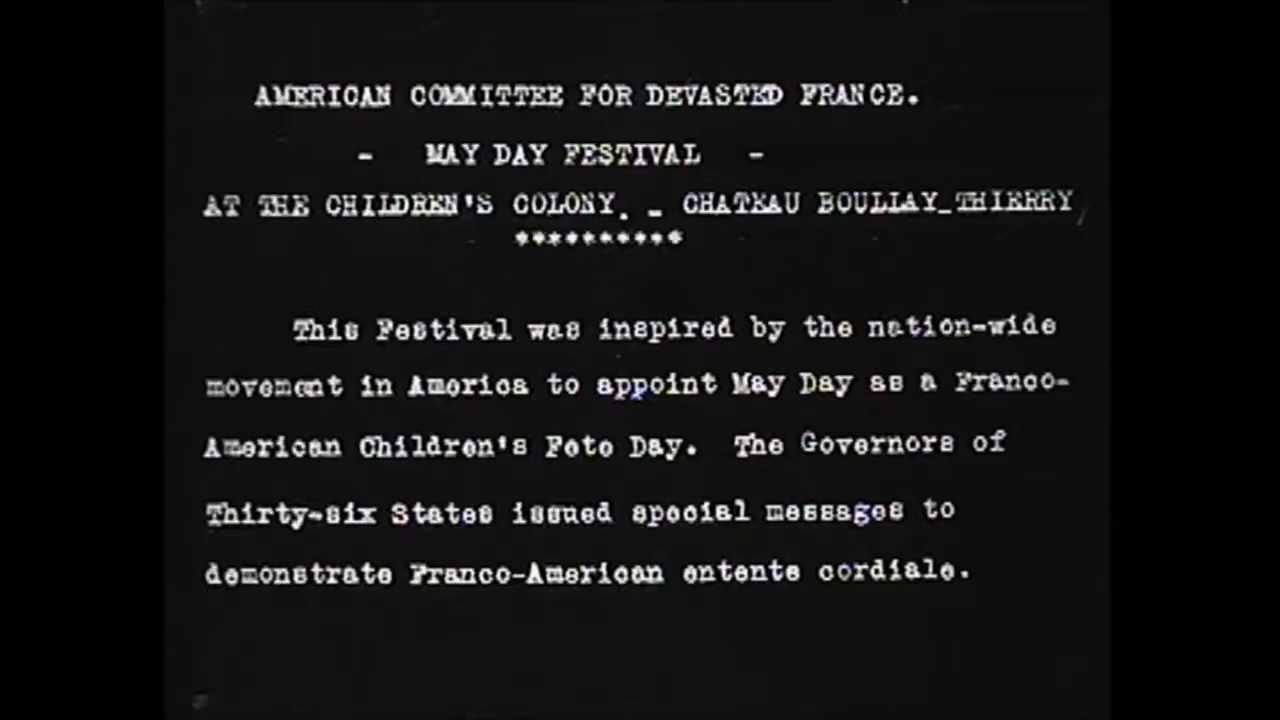 AMERICAN COMMITTEE FOR DEVASTED FRANCE.
- MAY DAY FESTIVAL -
AT THE CHILDREN'S COLONY. - CHATEAU BOULLAY-THIERRY
**********
This Festival was inspired by the nation-wide
movement in America to appoint May Day as a Franco-
American Children's Fete Day. The Governors of
Thirty-six States issued special messages to
demonstrate Franco-American entente cordiale.